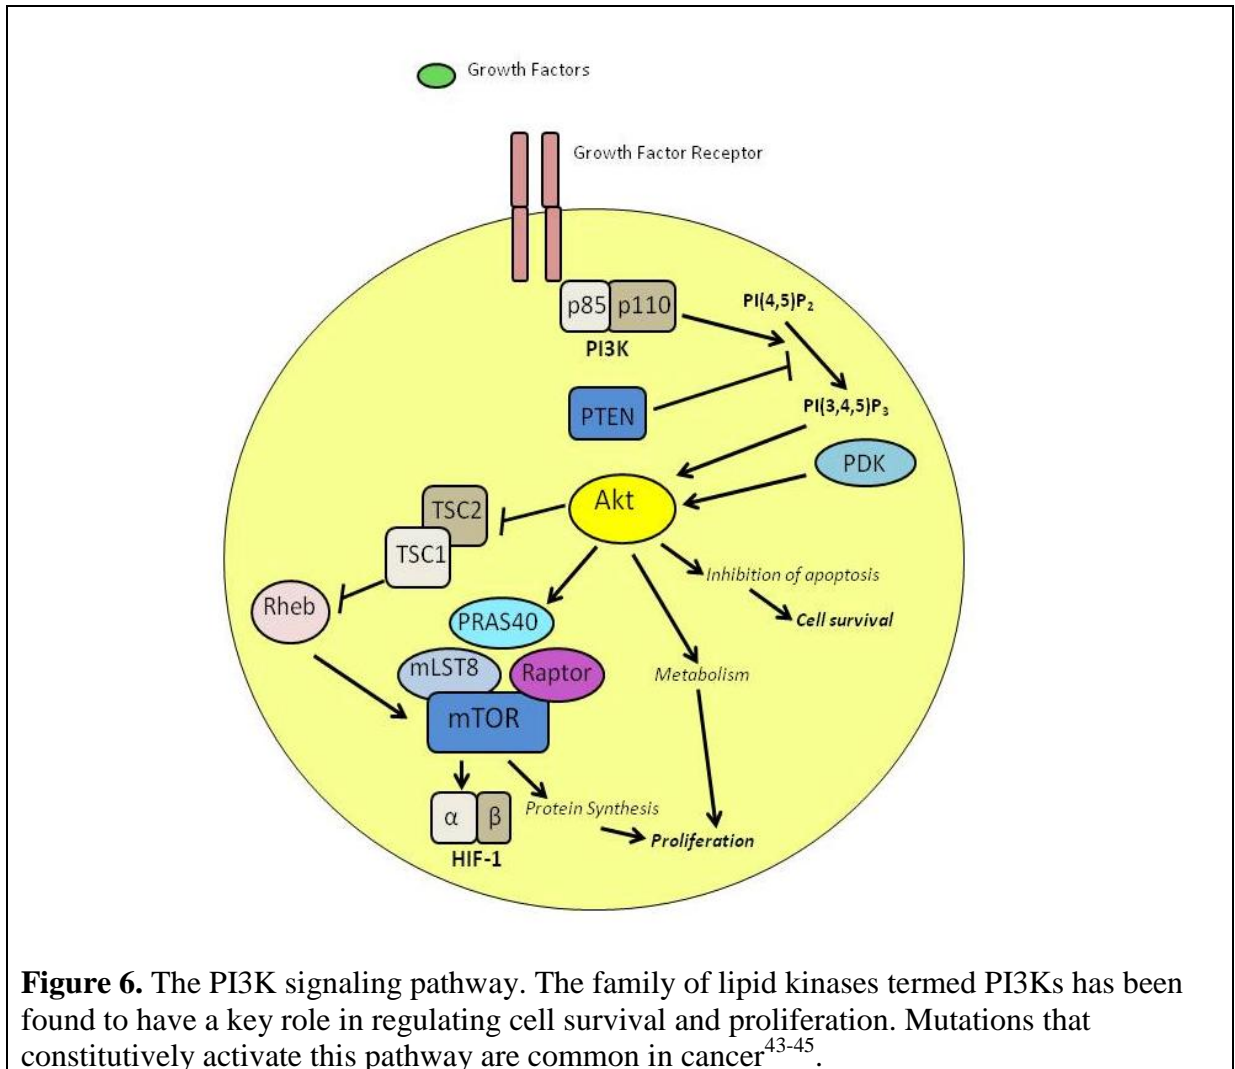 Growth Factors
Growth Factor Receptor
p85 p110
PI3K
PI(4,5)P₂
PTEN
PI(3,4,5)P₃
PDK
Akt
TSC2
TSC1
Inhibition of apoptosis
Cell survival
Rheb
PRAS40
mLST8
Raptor
Metabolism
mTOR
α β
HIF-1
Protein Synthesis
Proliferation
Figure 6. The PI3K signaling pathway. The family of lipid kinases termed PI3Ks has been
found to have a key role in regulating cell survival and proliferation. Mutations that
constitutively activate this pathway are common in cancer⁴³⁻⁴⁵.